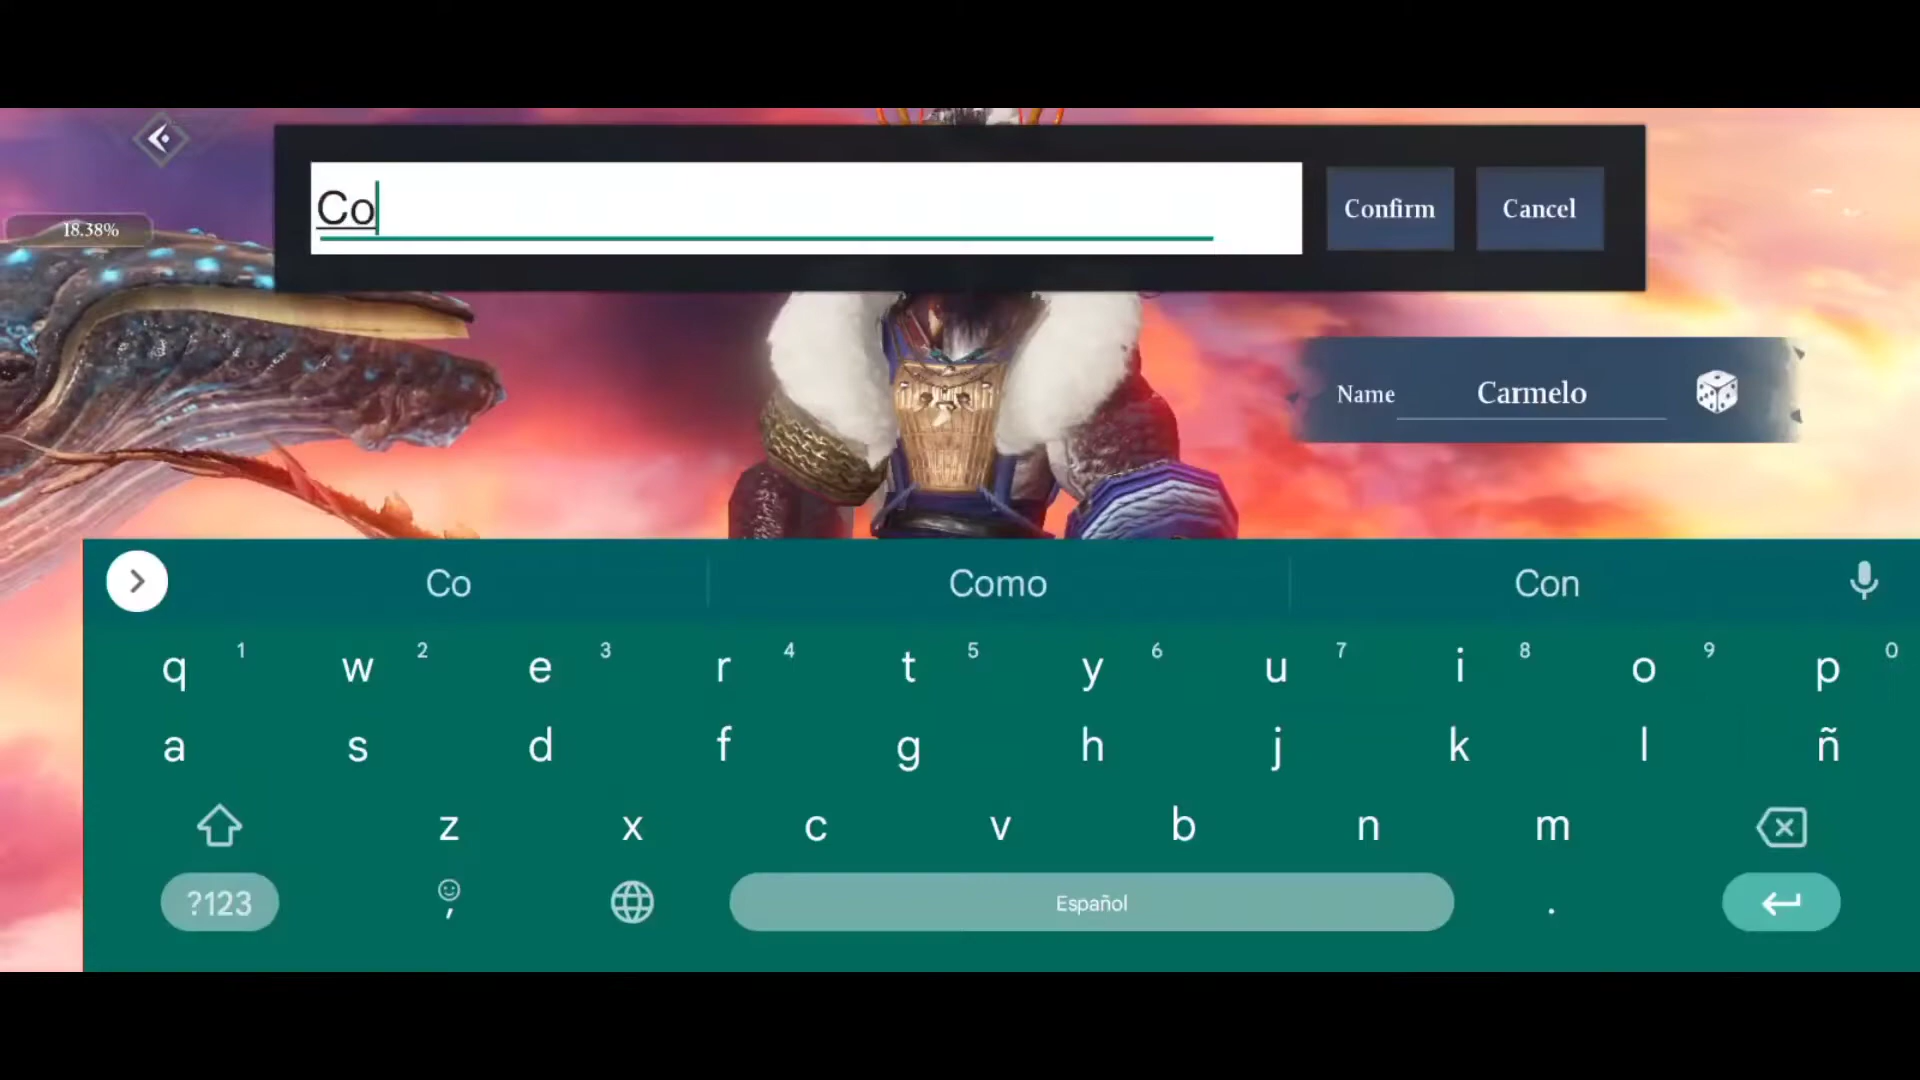 Co
Confirm
Cancel
18.38%
Name
Carmelo
Co
Como
Con
q 1 w 2 e 3 r 4 t 5 y 6 u 7 i 8 o 9 p 0
a s d f g h j k l ñ
z x c v b n m
?123 , Español .